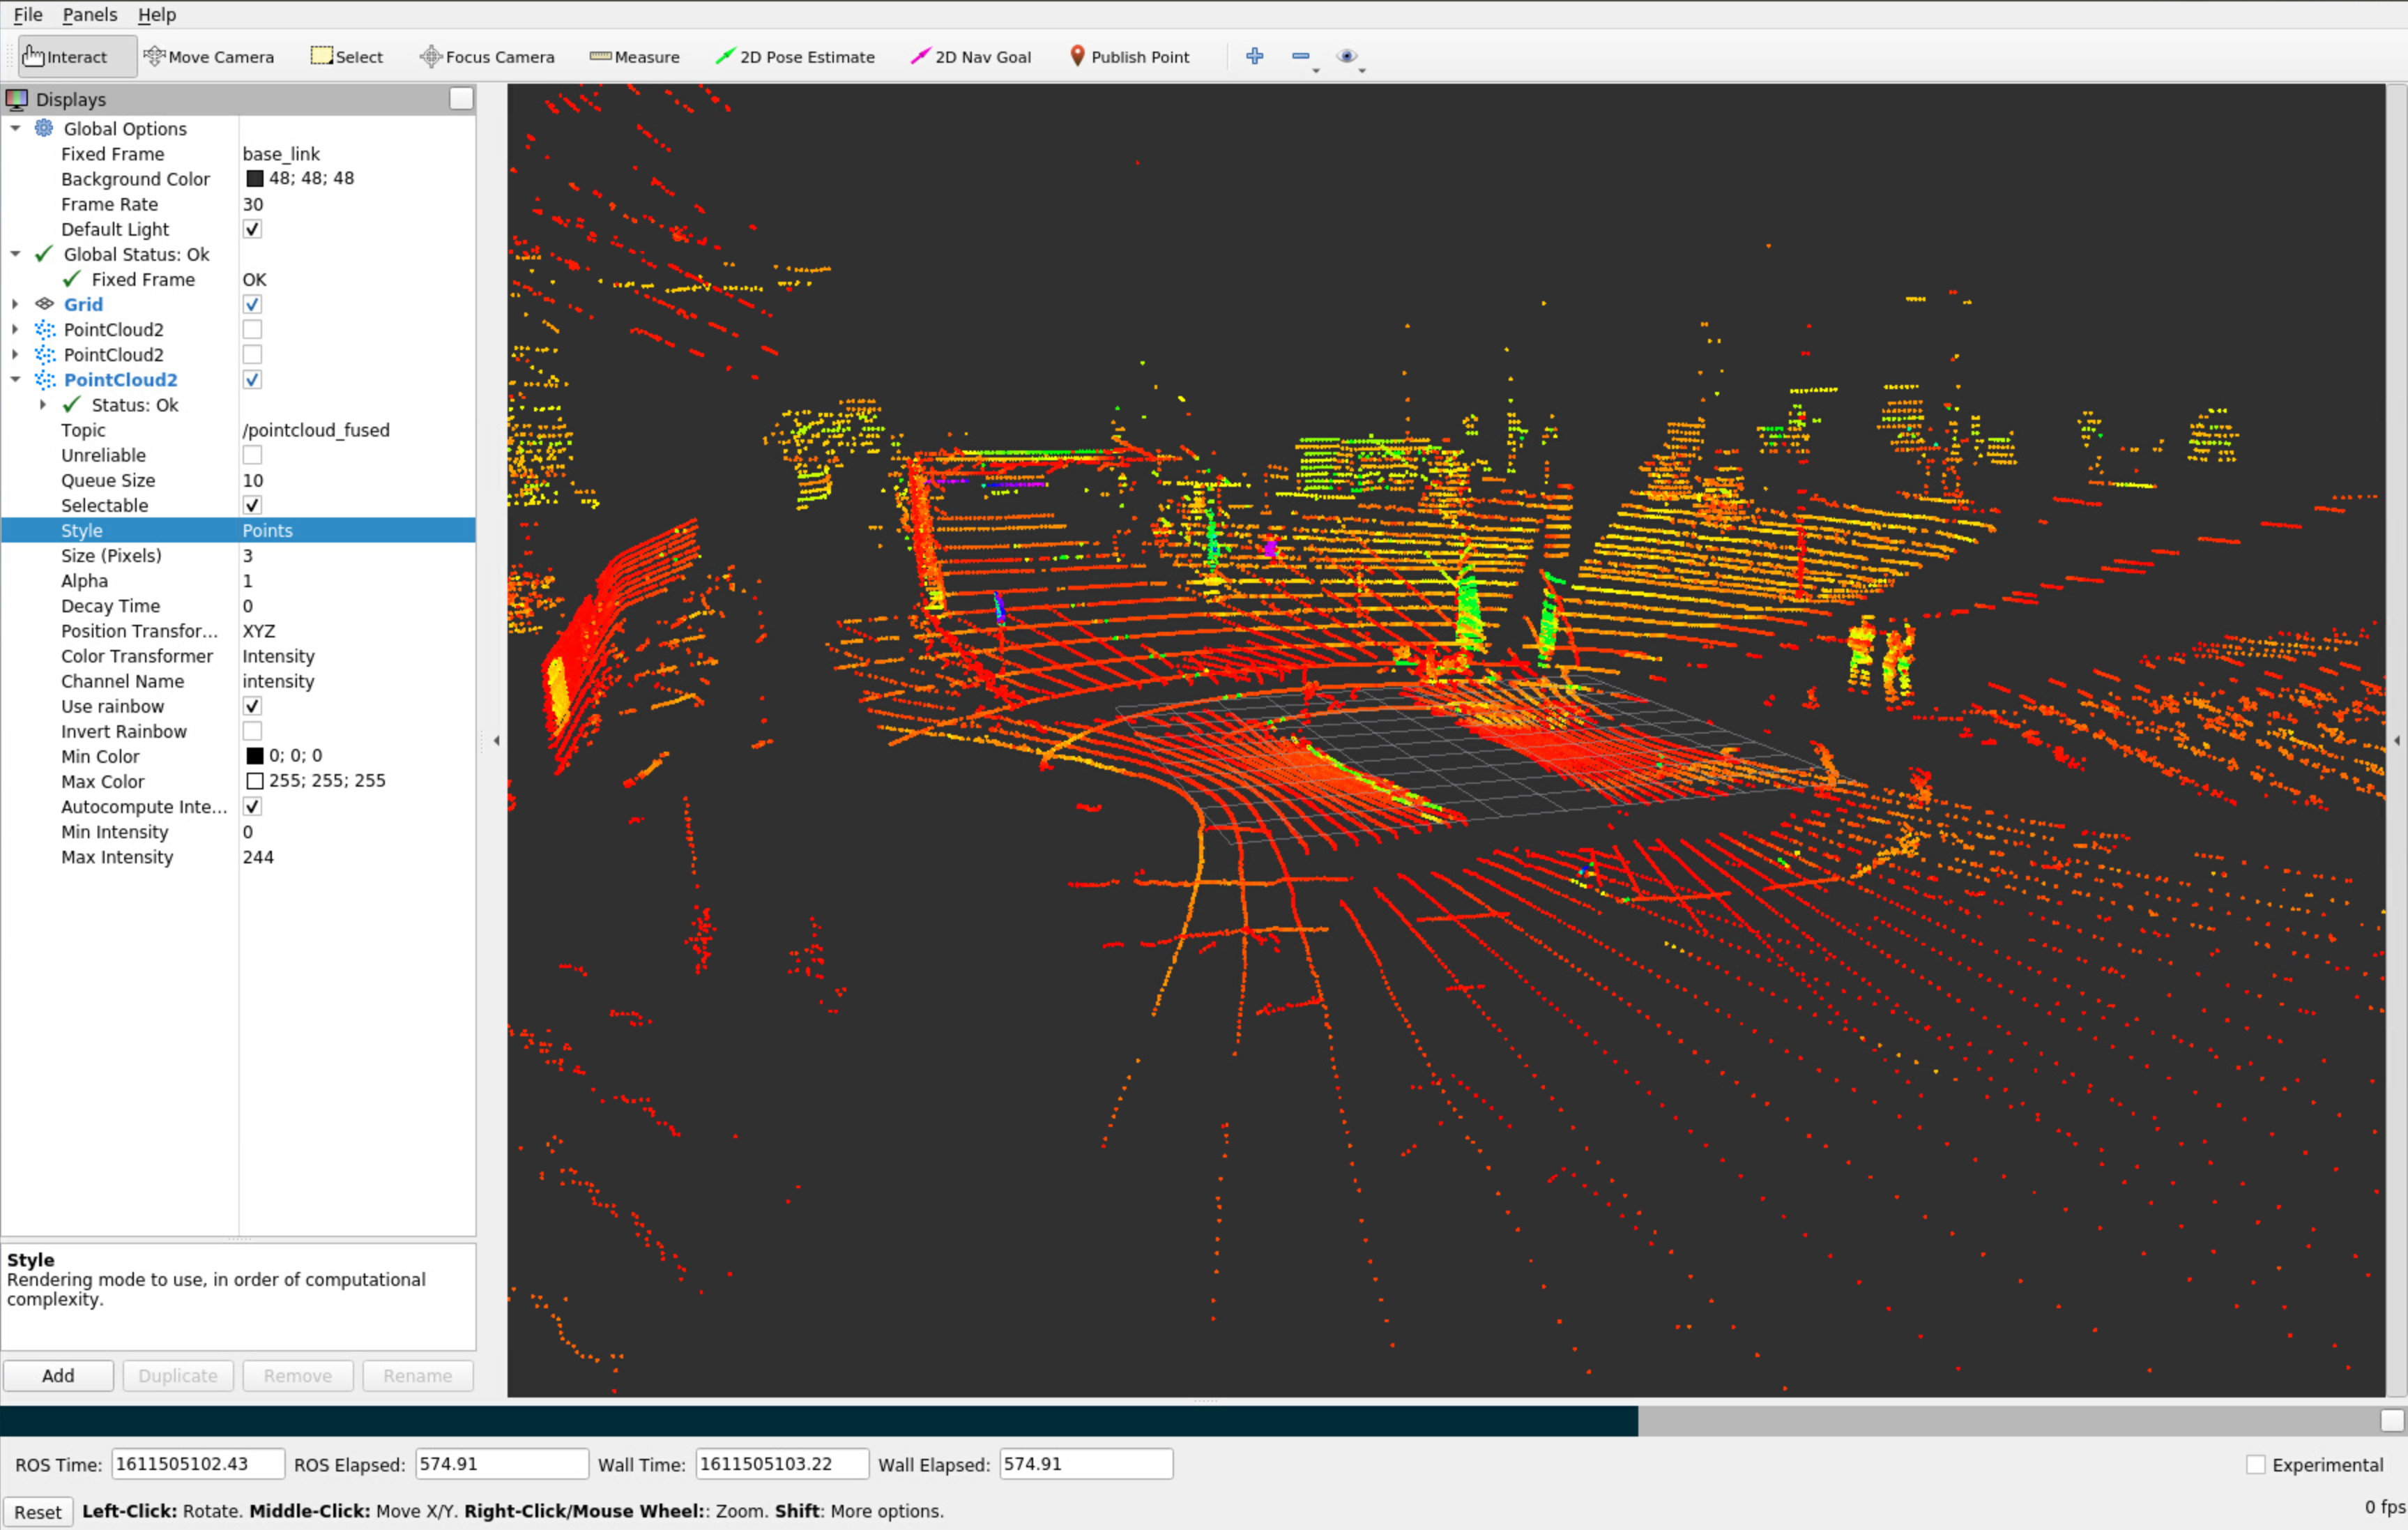 File Panels Help
Interact Move Camera Select Focus Camera Measure 2D Pose Estimate 2D Nav Goal Publish Point
Displays
Global Options
Fixed Frame base_link
Background Color 48; 48; 48
Frame Rate 30
Default Light
Global Status: Ok
Fixed Frame OK
Grid
PointCloud2
PointCloud2
PointCloud2
Status: Ok
Topic /pointcloud_fused
Unreliable
Queue Size 10
Selectable
Style Points
Size (Pixels) 3
Alpha 1
Decay Time 0
Position Transfor... XYZ
Color Transformer Intensity
Channel Name intensity
Use rainbow
Invert Rainbow
Min Color 0; 0; 0
Max Color 255; 255; 255
Autocompute Inte...
Min Intensity 0
Max Intensity 244
Style
Rendering mode to use, in order of computational
complexity.
Add Duplicate Remove Rename
ROS Time: 1611505102.43 ROS Elapsed: 574.91 Wall Time: 1611505103.22 Wall Elapsed: 574.91 Experimental
Reset Left-Click: Rotate. Middle-Click: Move X/Y. Right-Click/Mouse Wheel:: Zoom. Shift: More options. 0 fps